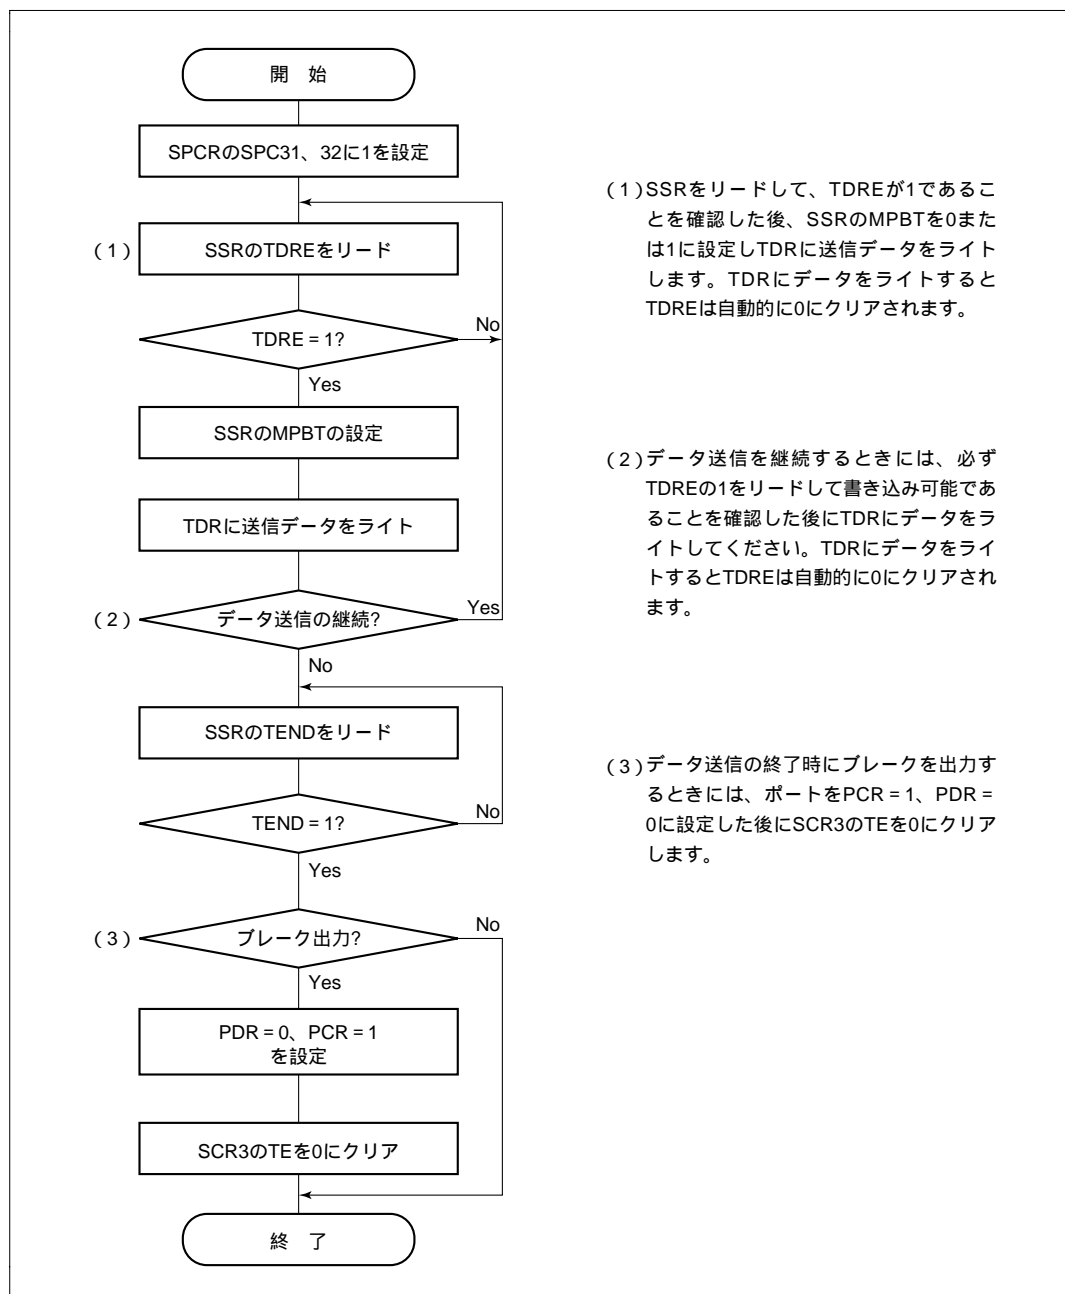 開 始
SPCRのSPC31、32に1を設定
(1)
SSRのTDREをリード
TDRE = 1?
No
Yes
SSRのMPBTの設定
TDRに送信データをライト
(2)
データ送信の継続?
Yes
No
SSRのTENDをリード
TEND = 1?
No
Yes
(3)
ブレーク出力?
No
Yes
PDR = 0、PCR = 1
を設定
SCR3のTEを0にクリア
終 了
(1)SSRをリードして、TDREが1であるこ
とを確認した後、SSRのMPBTを0また
は1に設定しTDRに送信データをライト
します。TDRにデータをライトすると
TDREは自動的に0にクリアされます。
(2)データ送信を継続するときには、必ず
TDREの1をリードして書き込み可能であ
ることを確認した後にTDRにデータをラ
イトしてください。TDRにデータをライ
トするとTDREは自動的に0にクリアされ
ます。
(3)データ送信の終了時にブレークを出力す
るときには、ポートをPCR = 1、PDR =
0に設定した後にSCR3のTEを0にクリア
します。